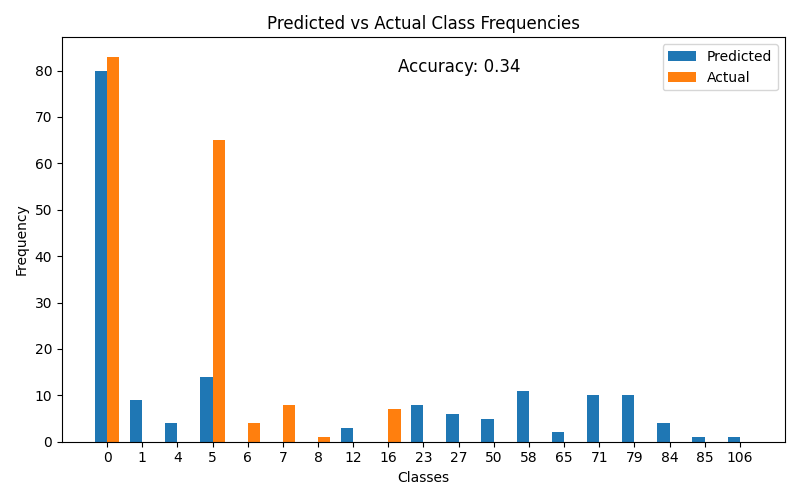 Predicted vs Actual Class Frequencies
Accuracy: 0.34
Predicted
Actual
Frequency
80
70
60
50
40
30
20
10
0
0 1 4 5 6 7 8 12 16 23 27 50 58 65 71 79 84 85 106
Classes